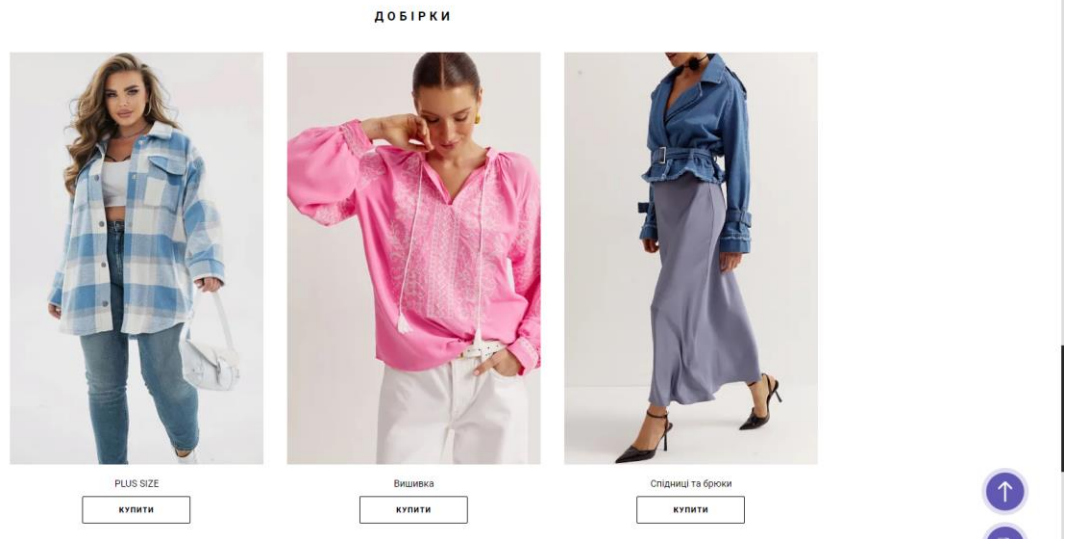 ДОБІРКИ
PLUS SIZE
КУПИТИ
Вишивка
КУПИТИ
Спідниці та брюки
КУПИТИ